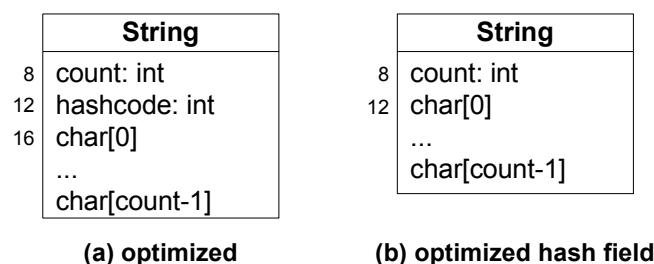 String
8 count: int
12 hashcode: int
16 char[0]
...
char[count-1]
(a) optimized
String
8 count: int
12 char[0]
...
char[count-1]
(b) optimized hash field